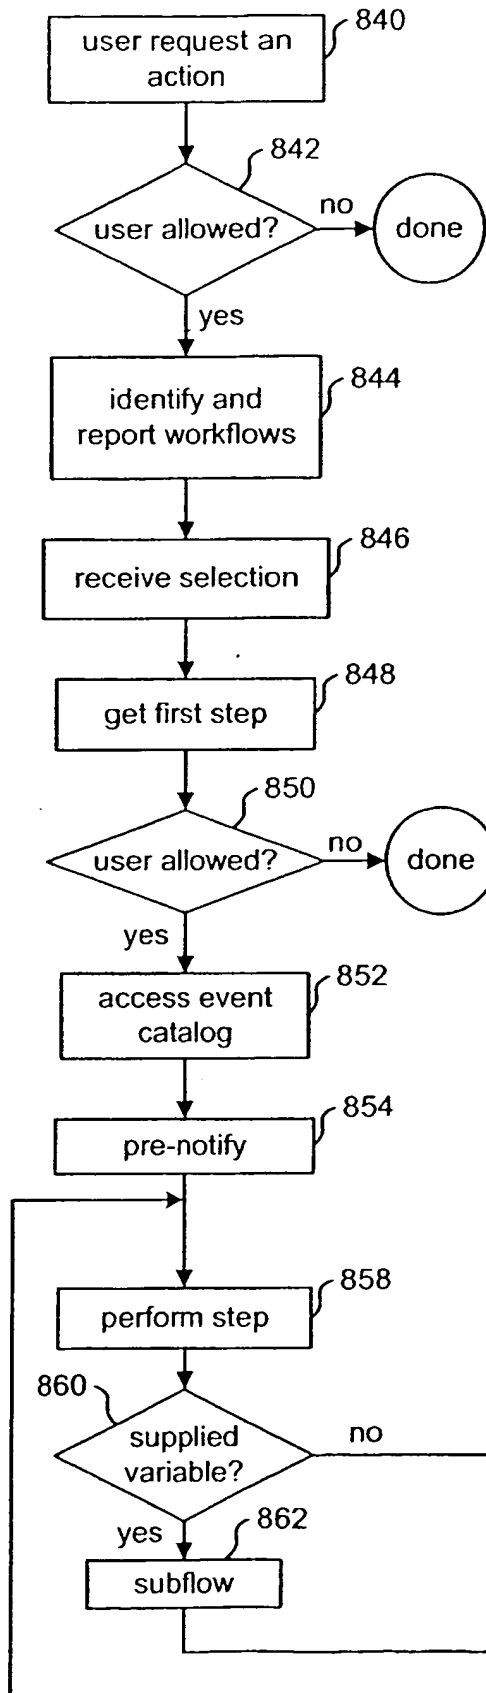 840
user request an
action
842
user allowed?
no
done
yes
844
identify and
report workflows
846
receive selection
848
get first step
850
user allowed?
no
done
yes
852
access event
catalog
854
pre-notify
858
perform step
860
supplied
variable?
no
yes
862
subflow